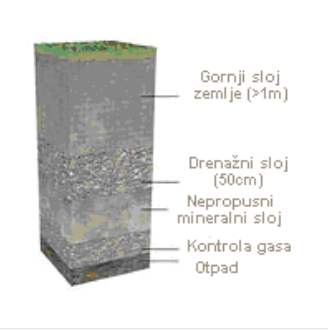 Gornji sloj
zemlje (>1m)
Drenažni sloj
(50cm)
Nepropusni
mineralni sloj
Kontrola gasa
Otpad